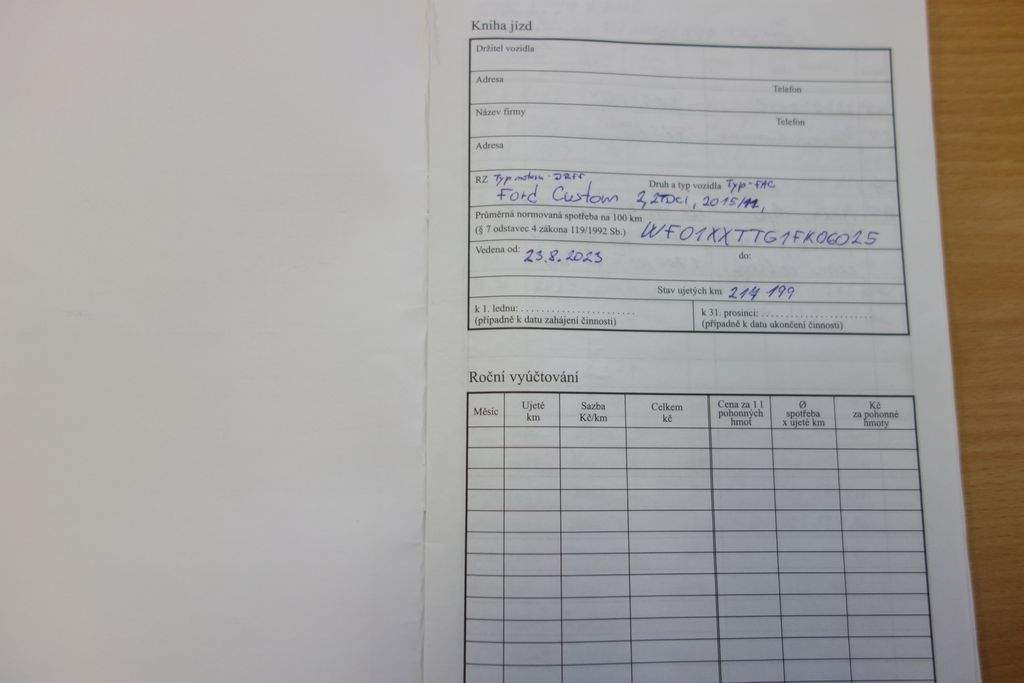 Kniha jízd
Držitel vozidla
Adresa
Telefon
Název firmy
Telefon
Adresa
RZ Typ motoru - DRFF Druh a typ vozidla Typ-FAC
Ford Custom 2,2TDCi, 2015/11,
Průměrná normovaná spotřeba na 100 km
(§ 7 odstavec 4 zákona 119/1992 Sb.) WF01XXTTG1FK06025
Vedena od: 23.8.2023 do:
Stav ujetých km 214 199
k 1. lednu: . . . . . . . . . . . . . . . . . . . . . . k 31. prosinci: . . . . . . . . . . . . . . . . . . . . . .
(případně k datu zahájení činnosti) (případně k datu ukončení činnosti)
Roční vyúčtování
Měsíc Ujeté km Sazba Kč/km Celkem kč Cena za 1 l pohonných hmot Ø spotřeba x ujeté km Kč za pohonné hmoty